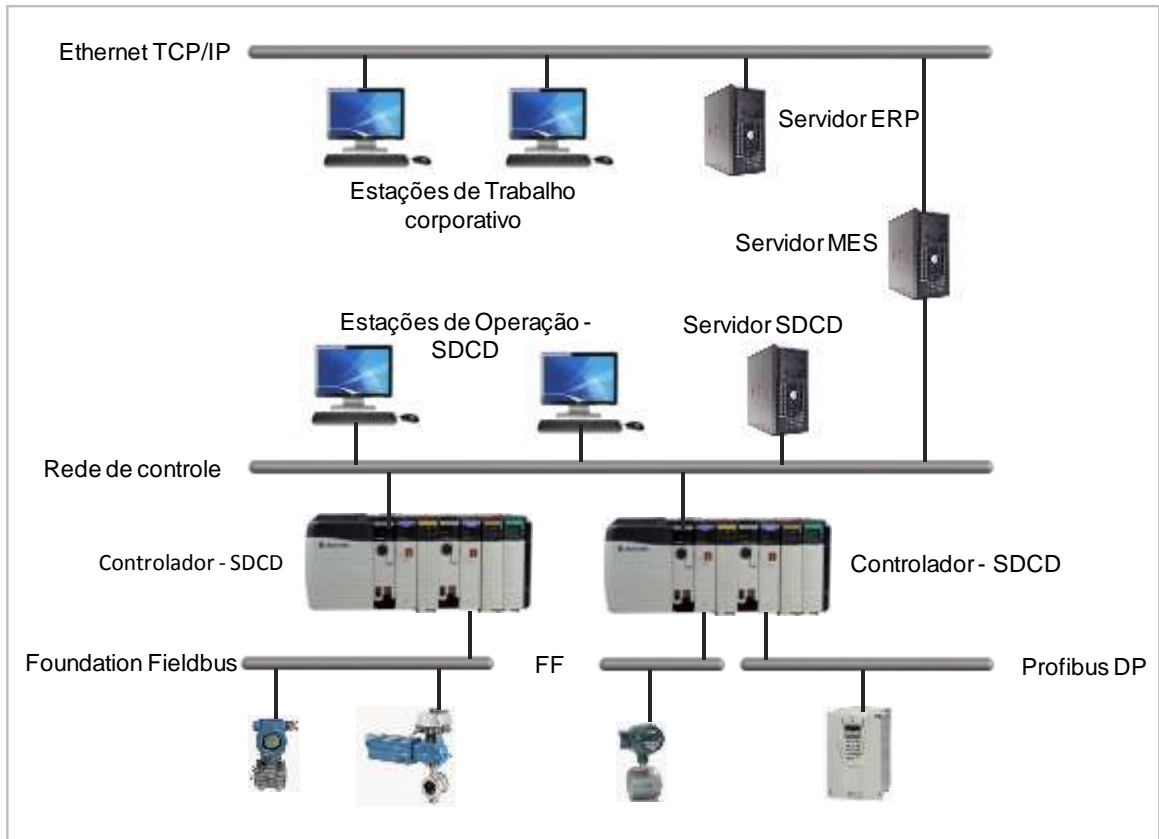 Ethernet TCP/IP
Servidor ERP
Estações de Trabalho
corporativo
Servidor MES
Estações de Operação -
SDCD
Servidor SDCD
Rede de controle
Controlador - SDCD
Controlador - SDCD
Foundation Fieldbus
FF
Profibus DP